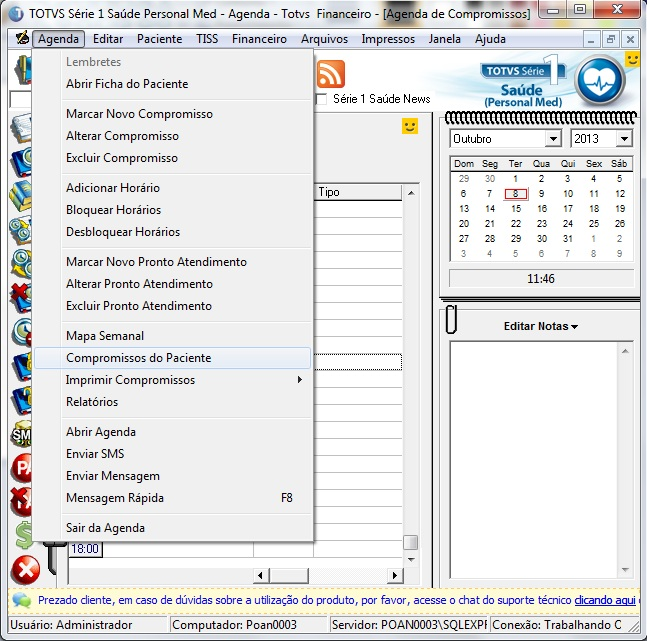 TOTVS Série 1 Saúde Personal Med - Agenda - Totvs Financeiro - [Agenda de Compromissos]
Agenda Editar Paciente TISS Financeiro Arquivos Impressos Janela Ajuda
Lembretes
Abrir Ficha do Paciente
Marcar Novo Compromisso
Alterar Compromisso
Excluir Compromisso
Adicionar Horário
Bloquear Horários
Desbloquear Horários
Marcar Novo Pronto Atendimento
Alterar Pronto Atendimento
Excluir Pronto Atendimento
Mapa Semanal
Compromissos do Paciente
Imprimir Compromissos
Relatórios
Abrir Agenda
Enviar SMS
Enviar Mensagem
Mensagem Rápida F8
Sair da Agenda
Série 1 Saúde News
TOTVS Série 1
Saúde
(Personal Med)
Tipo
18:00
Outubro 2013
Dom Seg Ter Qua Qui Sex Sáb
29 30 1 2 3 4 5
6 7 8 9 10 11 12
13 14 15 16 17 18 19
20 21 22 23 24 25 26
27 28 29 30 31 1 2
3 4 5 6 7 8 9
11:46
Editar Notas
Prezado cliente, em caso de dúvidas sobre a utilização do produto, por favor, acesse o chat do suporte técnico clicando aqui
Usuário: Administrador Computador: Poan0003 Servidor: POAN0003\SQLEXPF Conexão: Trabalhando O